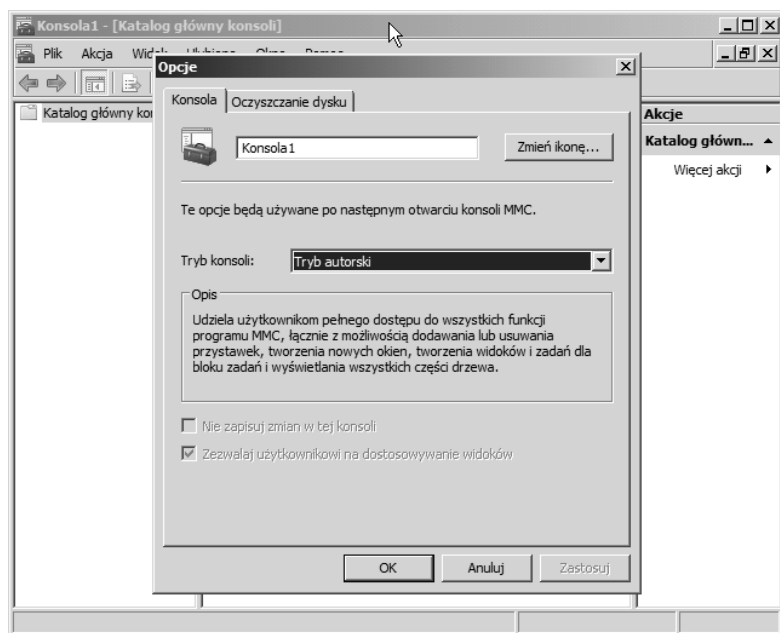 Konsola1 - [Katalog główny konsoli]
Plik Akcja
Opcje
Konsola Oczyszczanie dysku
Katalog główny
Akcje
Konsola1
Zmień ikonę...
Katalog główn...
Więcej akcji
Te opcje będą używane po następnym otwarciu konsoli MMC.
Tryb konsoli: Tryb autorski
Opis
Udziela użytkownikom pełnego dostępu do wszystkich funkcji
programu MMC, łącznie z możliwością dodawania lub usuwania
przystawek, tworzenia nowych okien, tworzenia widoków i zadań dla
bloku zadań i wyświetlania wszystkich części drzewa.
Nie zapisuj zmian w tej konsoli
Zezwalaj użytkownikowi na dostosowywanie widoków
OK Anuluj Zastosuj